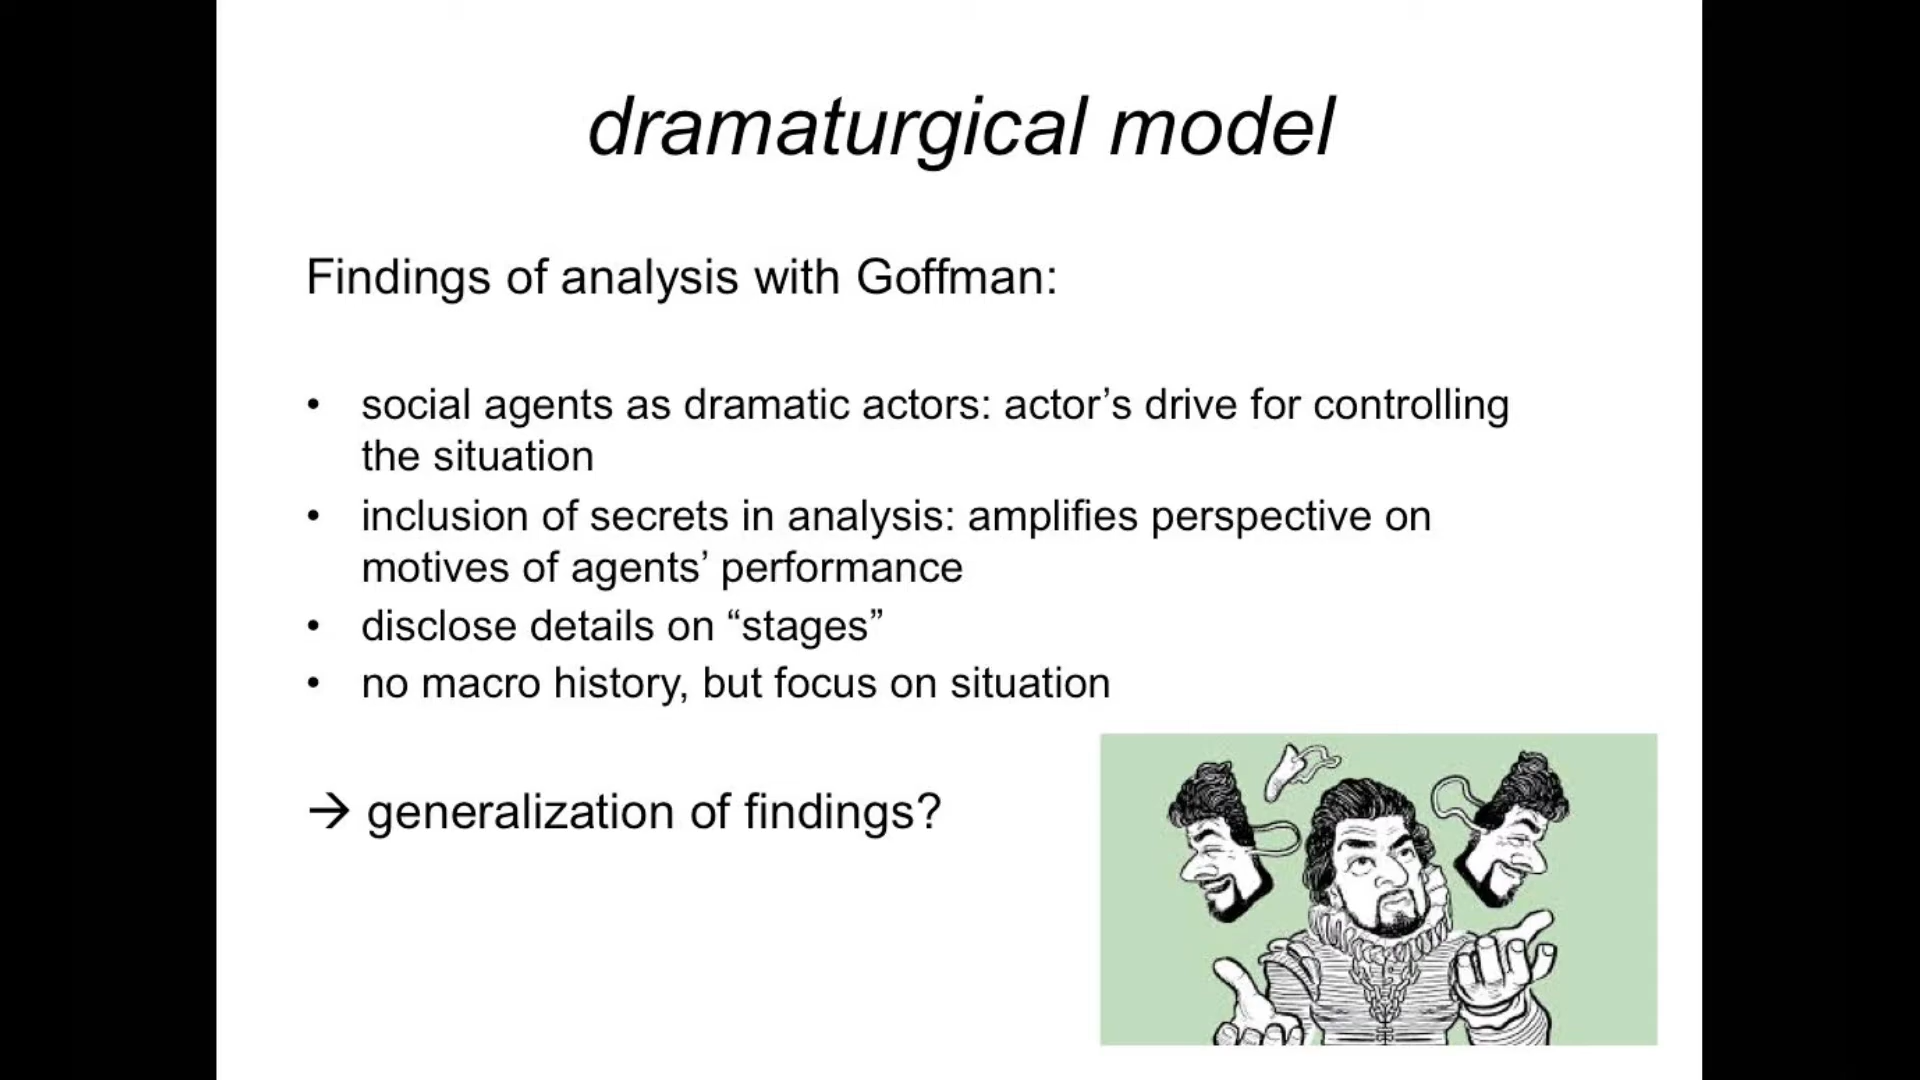 dramaturgical model
Findings of analysis with Goffman:
• social agents as dramatic actors: actor’s drive for controlling
the situation
• inclusion of secrets in analysis: amplifies perspective on
motives of agents’ performance
• disclose details on “stages”
• no macro history, but focus on situation
→ generalization of findings?